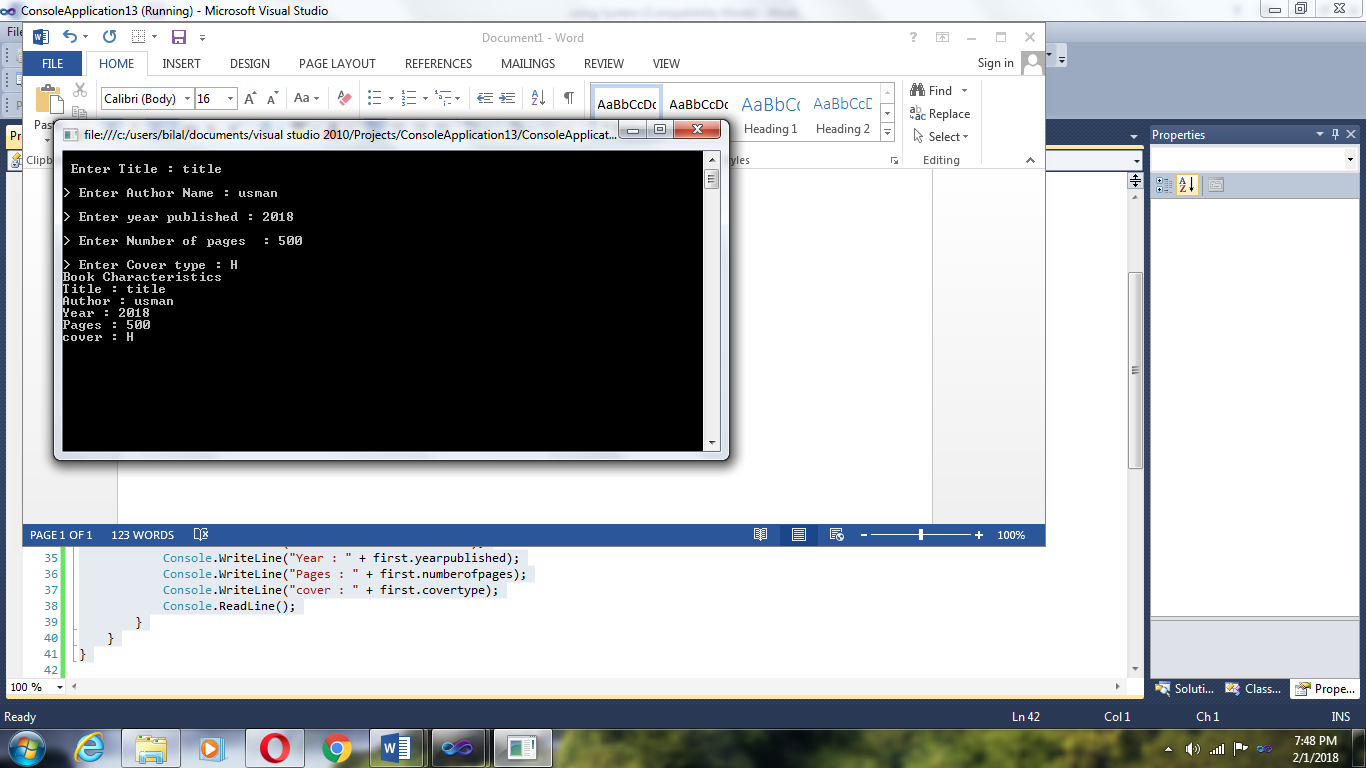 ConsoleApplication13 (Running) - Microsoft Visual Studio
Document1 - Word
FILE HOME INSERT DESIGN PAGE LAYOUT REFERENCES MAILINGS REVIEW VIEW Sign in
Calibri (Body) 16 Aa
AaBbCcDc AaBbCcDc AaBbCc AaBbCcD
Heading 1 Heading 2
Find
Replace
Select
Editing
file:///c:/users/bilal/documents/visual studio 2010/Projects/ConsoleApplication13/ConsoleApplicat...
Enter Title : title
> Enter Author Name : usman
> Enter year published : 2018
> Enter Number of pages  : 500
> Enter Cover type : H
Book Characteristics
Title : title
Author : usman
Year : 2018
Pages : 500
cover : H
PAGE 1 OF 1 123 WORDS 100%
35 Console.WriteLine("Year : " + first.yearpublished);
36 Console.WriteLine("Pages : " + first.numberofpages);
37 Console.WriteLine("cover : " + first.covertype);
38 Console.ReadLine();
39 }
40 }
41 }
42
100 %
Properties
Soluti... Class... Prope...
Ready Ln 42 Col 1 Ch 1 INS
7:48 PM
2/1/2018